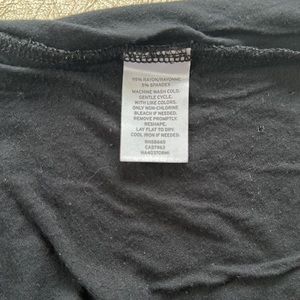 95% RAYON/RAYONNE
5% SPANDEX
MACHINE WASH COLD.
GENTLE CYCLE.
WITH LIKE COLORS.
ONLY NON-CHLORINE
BLEACH IF NEEDED.
REMOVE PROMPTLY.
RESHAPE.
LAY FLAT TO DRY.
COOL IRON IF NEEDED.